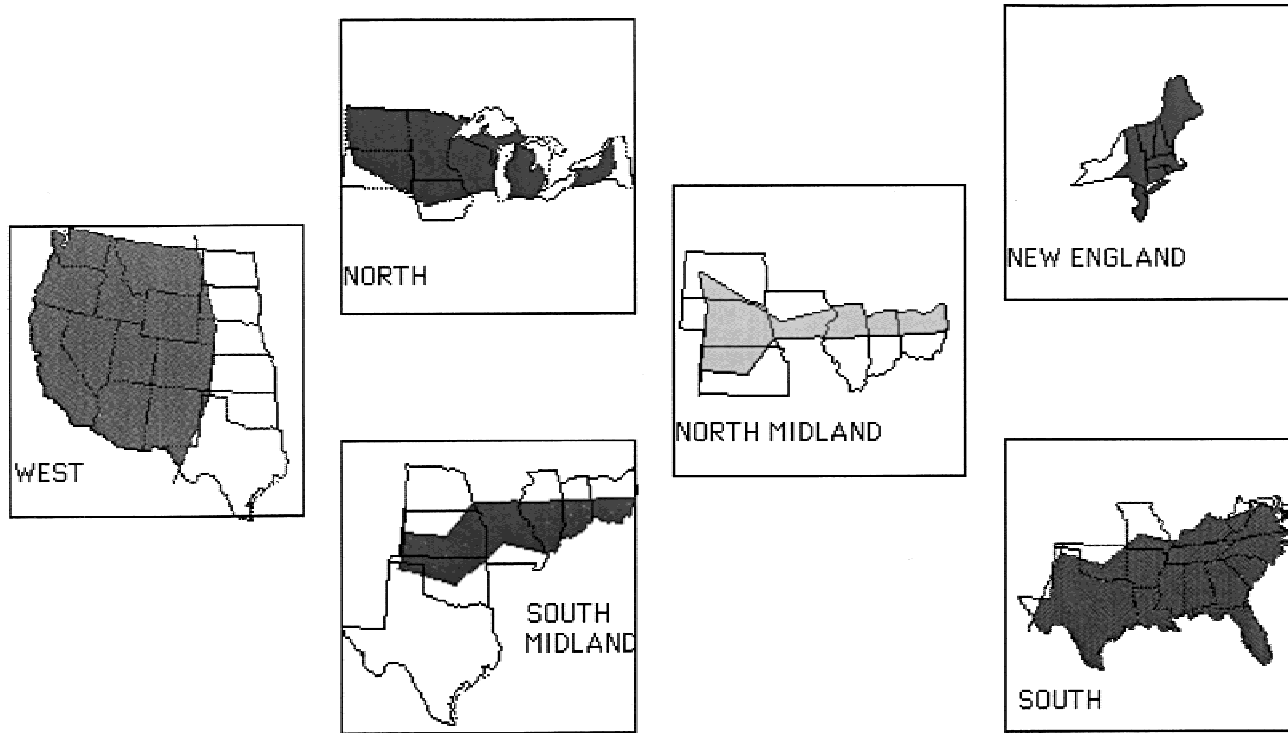 NORTH
NEW ENGLAND
WEST
NORTH MIDLAND
SOUTH
MIDLAND
SOUTH